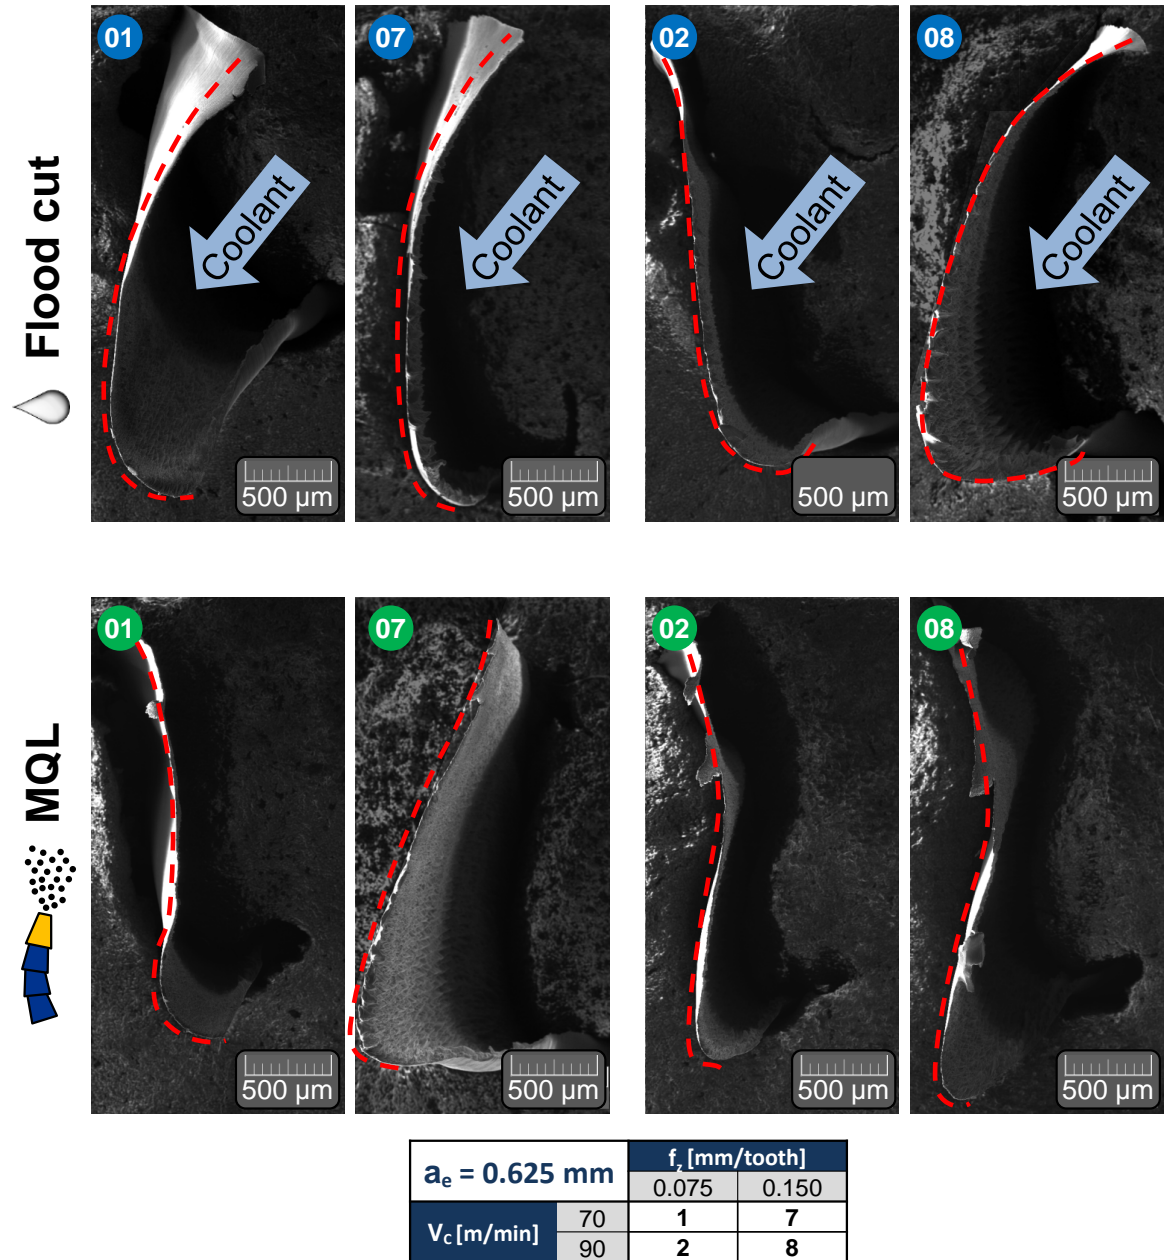 Flood cut
01
07
02
08
Coolant
Coolant
Coolant
Coolant
500 µm
500 µm
500 µm
500 µm
MQL
01
07
02
08
500 µm
500 µm
500 µm
500 µm
aₑ = 0.625 mm
f_z [mm/tooth]
0.075 0.150
V_C [m/min]
70 1 7
90 2 8